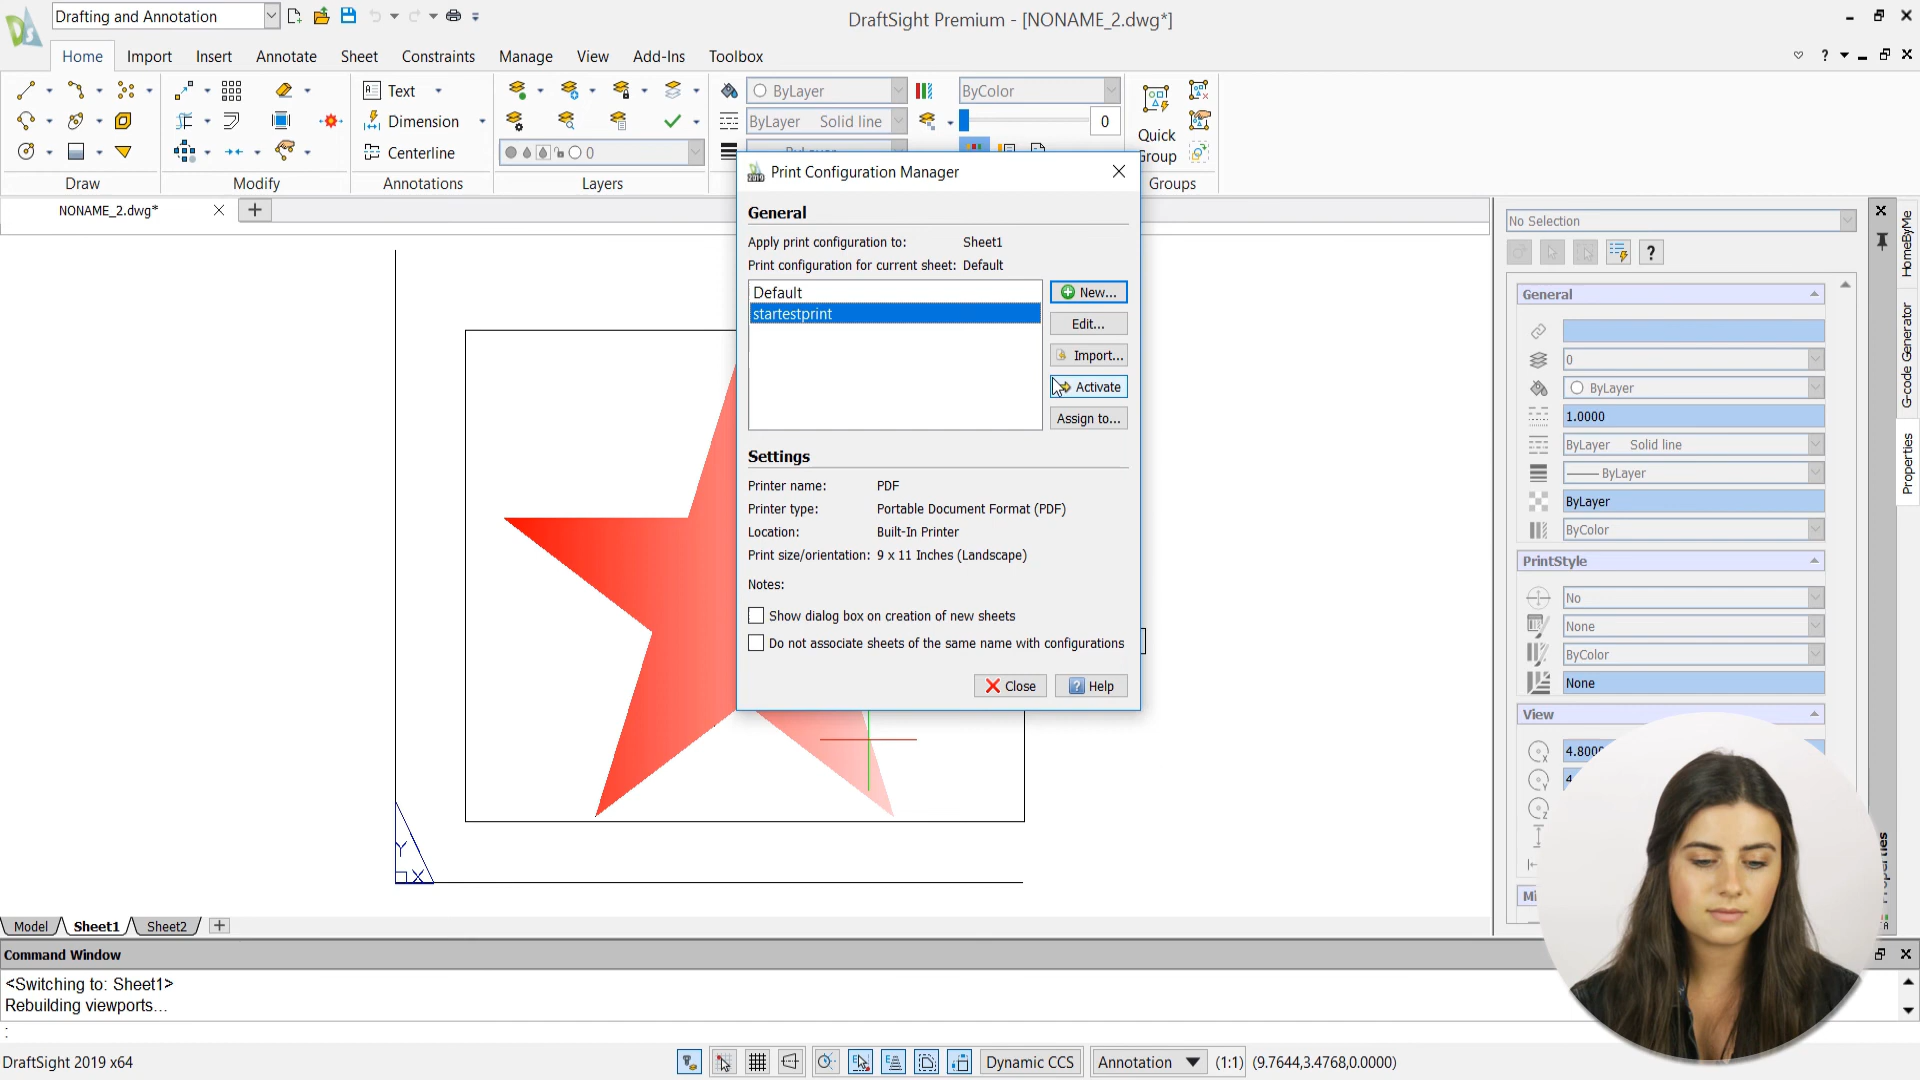 Drafting and Annotation
DraftSight Premium - [NONAME_2.dwg*]
Home Import Insert Annotate Sheet Constraints Manage View Add-Ins Toolbox
Text
ByLayer
ByColor
Dimension
ByLayer Solid line
0
Quick
Group
Centerline
0
Draw Modify Annotations Layers Groups
NONAME_2.dwg*
Print Configuration Manager
General
Apply print configuration to: Sheet1
Print configuration for current sheet: Default
Default
startestprint
New...
Edit...
Import...
Activate
Assign to...
Settings
Printer name: PDF
Printer type: Portable Document Format (PDF)
Location: Built-In Printer
Print size/orientation: 9 x 11 Inches (Landscape)
Notes:
Show dialog box on creation of new sheets
Do not associate sheets of the same name with configurations
Close
Help
No Selection
General
0
ByLayer
1.0000
ByLayer Solid line
ByLayer
ByLayer
ByColor
PrintStyle
No
None
ByColor
None
View
HomeByMe
G-code Generator
Properties
Y
X
Model Sheet1 Sheet2
Command Window
<Switching to: Sheet1>
Rebuilding viewports...
:
DraftSight 2019 x64
Dynamic CCS
Annotation
(1:1)
(9.7644,3.4768,0.0000)